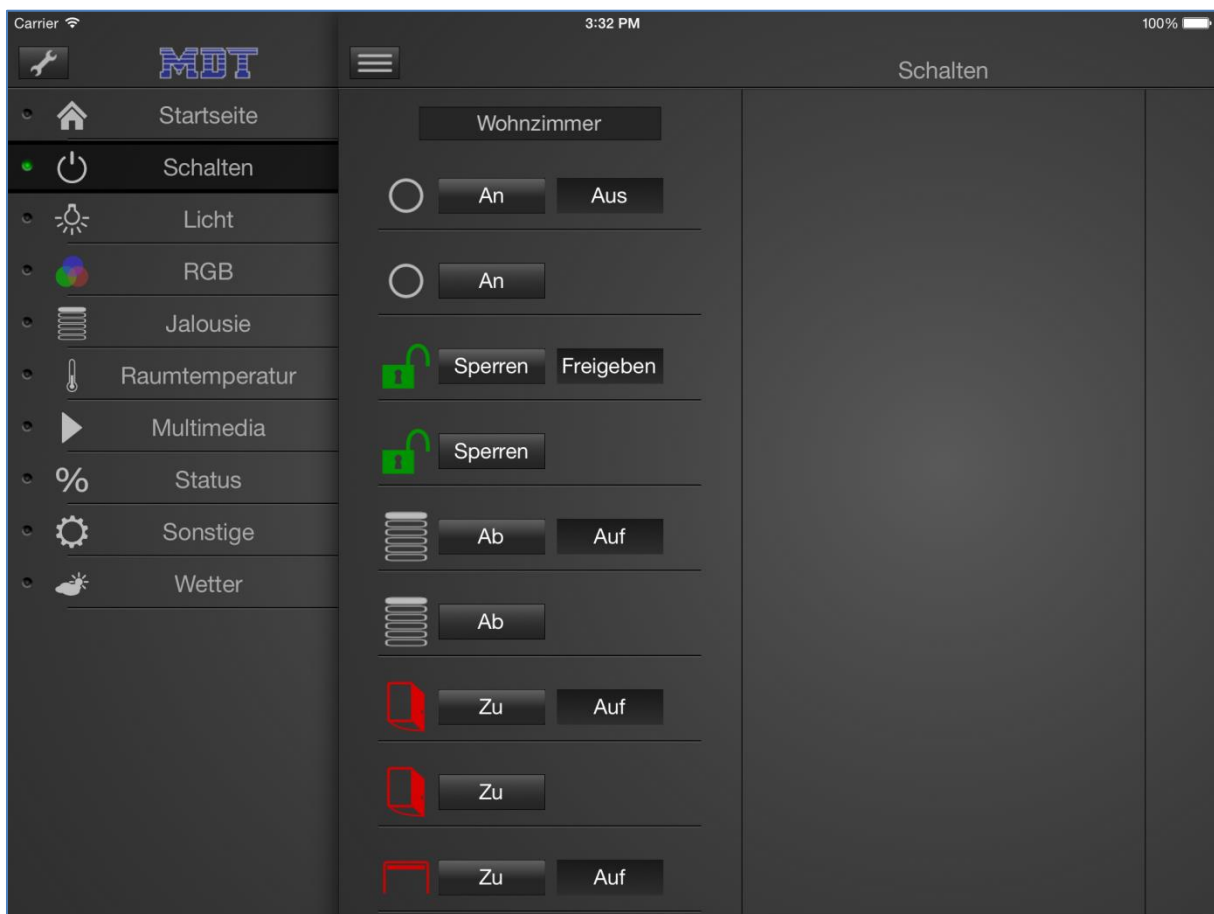 Carrier 3:32 PM 100%
MDT
Schalten
Startseite
Schalten
Licht
RGB
Jalousie
Raumtemperatur
Multimedia
% Status
Sonstige
Wetter
Wohnzimmer
An Aus
An
Sperren Freigeben
Sperren
Ab Auf
Ab
Zu Auf
Zu
Zu Auf